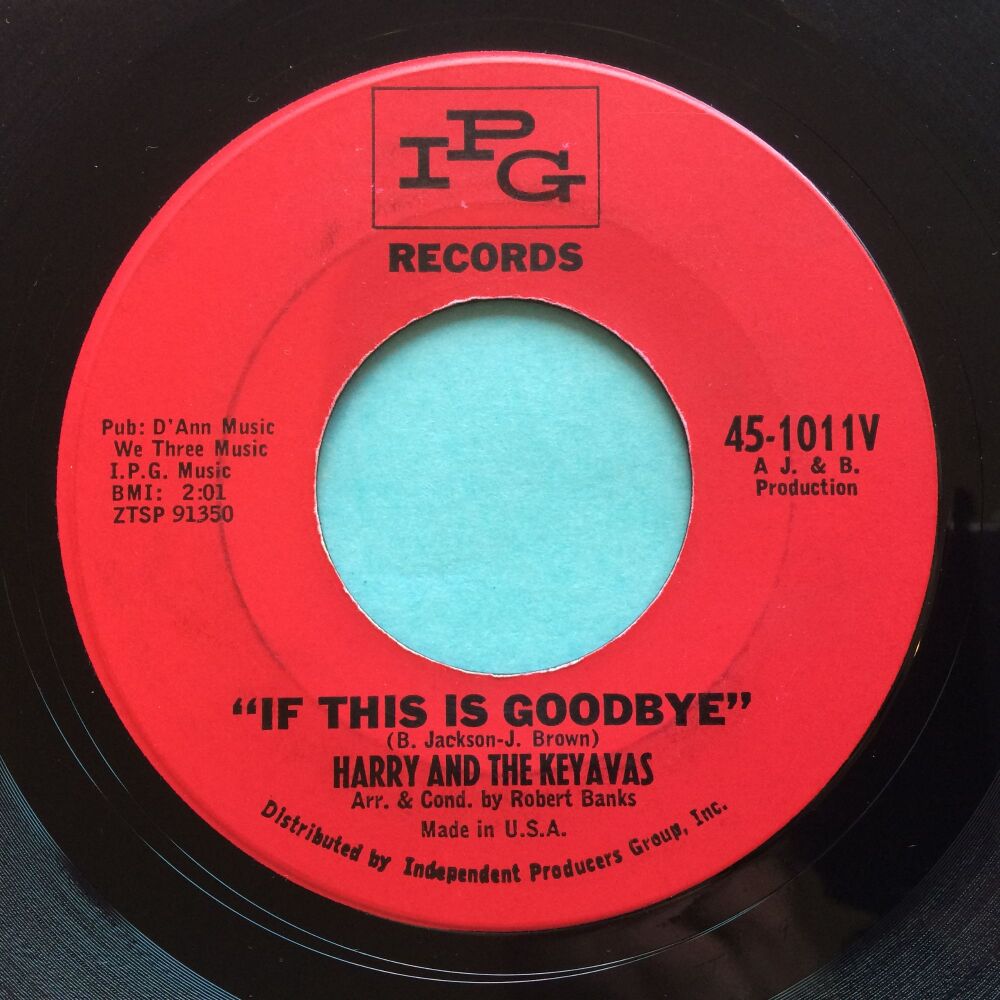 IPG
RECORDS
Pub: D'Ann Music
We Three Music
I.P.G. Music
BMI: 2:01
ZTSP 91350
45-1011V
A J. & B.
Production
"IF THIS IS GOODBYE"
(B. Jackson-J. Brown)
HARRY AND THE KEYAVAS
Arr. & Cond. by Robert Banks
Made in U.S.A.
Distributed by Independent Producers Group, Inc.